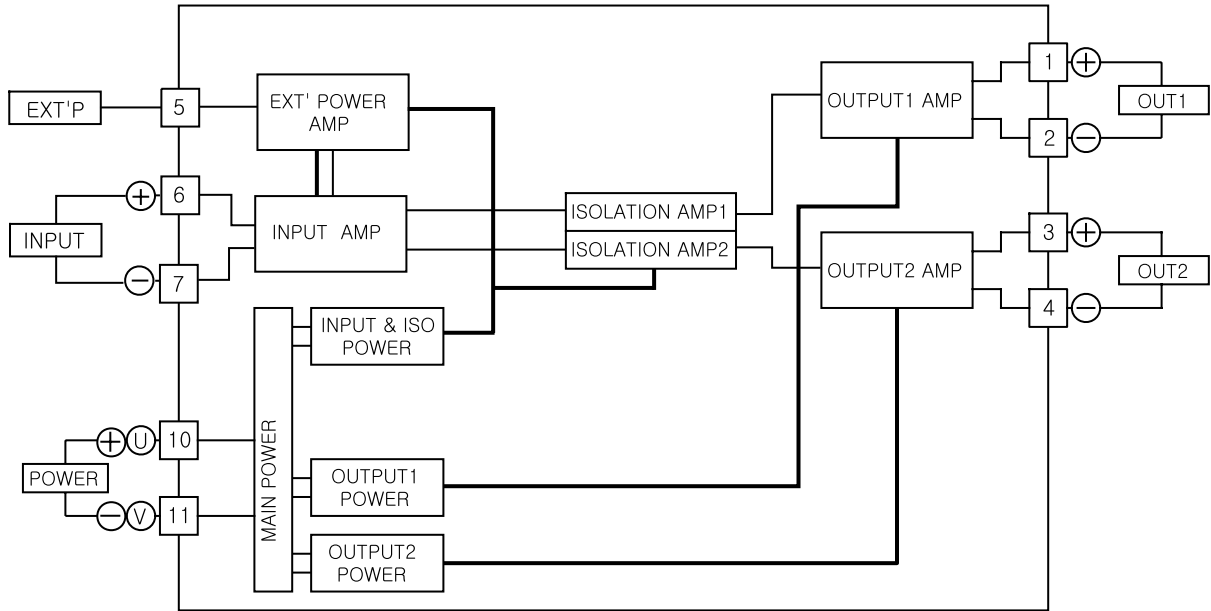 EXT'P
5
EXT' POWER
AMP
OUTPUT1 AMP
1
+
OUT1
2
−
INPUT
+
6
−
7
INPUT AMP
ISOLATION AMP1
ISOLATION AMP2
OUTPUT2 AMP
3
+
OUT2
4
−
MAIN POWER
INPUT & ISO
POWER
POWER
+
U
10
−
V
11
OUTPUT1
POWER
OUTPUT2
POWER